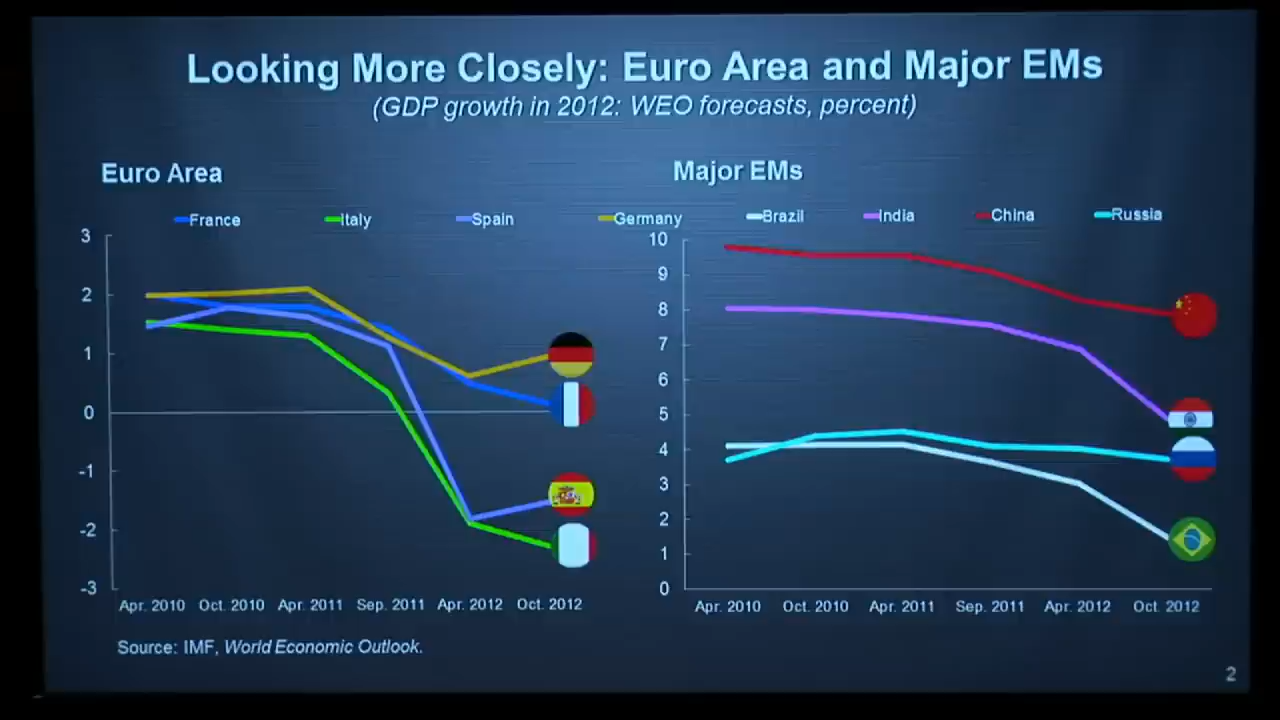 Looking More Closely: Euro Area and Major EMs
(GDP growth in 2012: WEO forecasts, percent)
Euro Area
France Italy Spain Germany
3
2
1
0
-1
-2
-3
Apr. 2010 Oct. 2010 Apr. 2011 Sep. 2011 Apr. 2012 Oct. 2012
Major EMs
Brazil India China Russia
10
9
8
7
6
5
4
3
2
1
0
Apr. 2010 Oct. 2010 Apr. 2011 Sep. 2011 Apr. 2012 Oct. 2012
Source: IMF, World Economic Outlook.
2